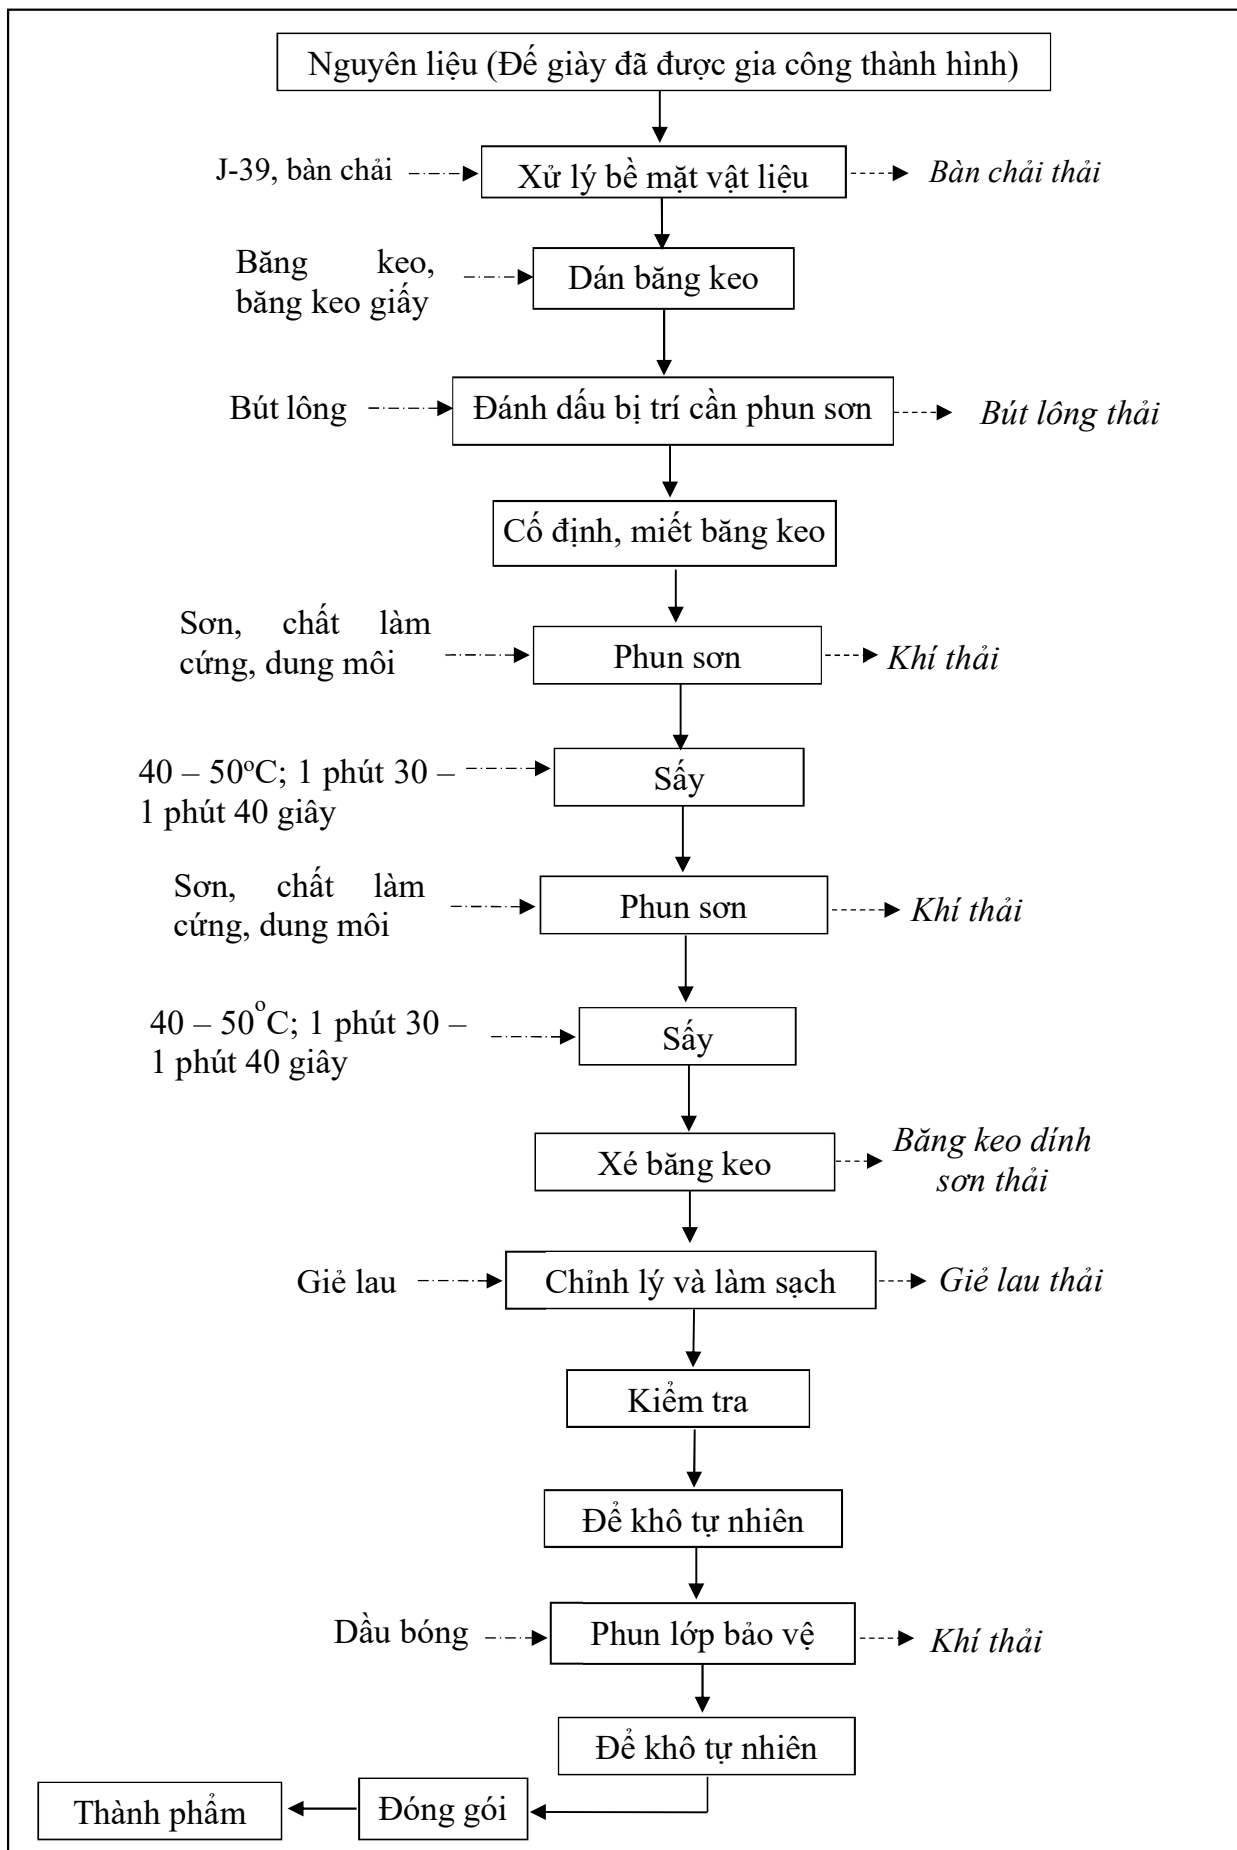 Nguyên liệu (Đế giày đã được gia công thành hình)
J-39, bàn chải
Xử lý bề mặt vật liệu
Bàn chải thải
Băng keo,
băng keo giấy
Dán băng keo
Bút lông
Đánh dấu bị trí cần phun sơn
Bút lông thải
Cố định, miết băng keo
Sơn, chất làm
cứng, dung môi
Phun sơn
Khí thải
40 – 50ºC; 1 phút 30 –
1 phút 40 giây
Sấy
Sơn, chất làm
cứng, dung môi
Phun sơn
Khí thải
40 – 50°C; 1 phút 30 –
1 phút 40 giây
Sấy
Xé băng keo
Băng keo dính
sơn thải
Giẻ lau
Chỉnh lý và làm sạch
Giẻ lau thải
Kiểm tra
Để khô tự nhiên
Dầu bóng
Phun lớp bảo vệ
Khí thải
Để khô tự nhiên
Thành phẩm
Đóng gói